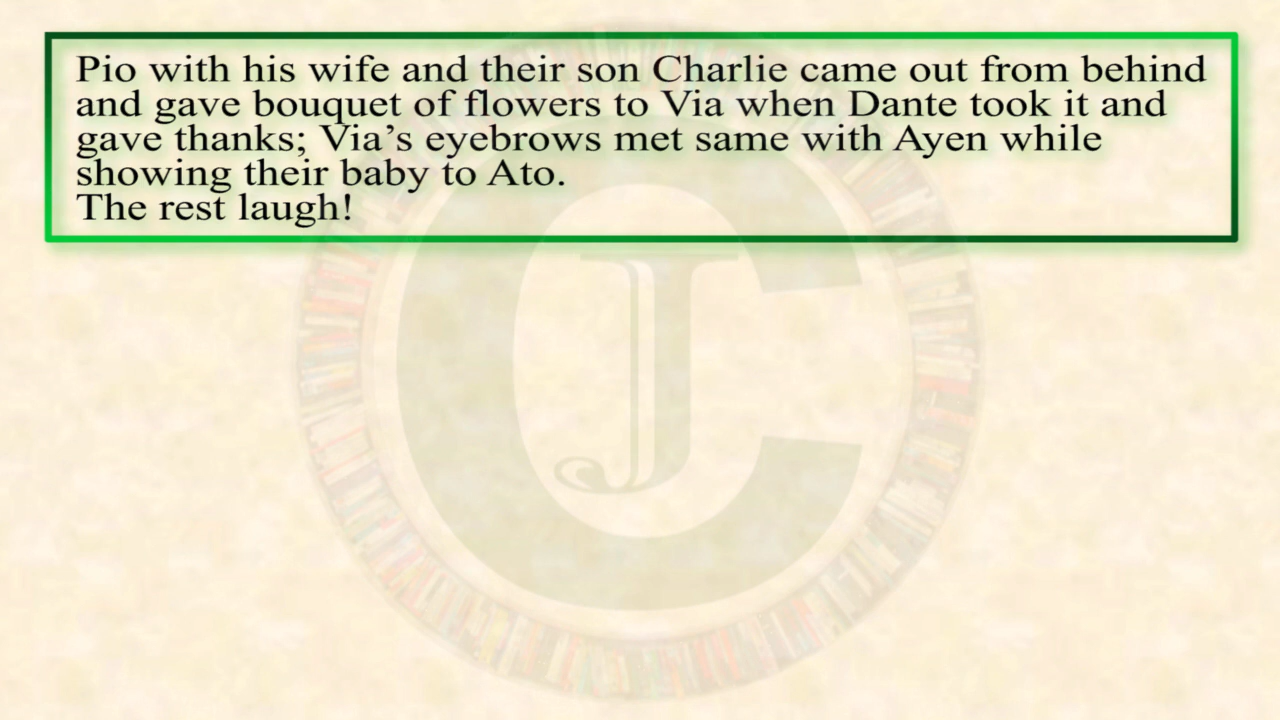 Pio with his wife and their son Charlie came out from behind
and gave bouquet of flowers to Via when Dante took it and
gave thanks; Via’s eyebrows met same with Ayen while
showing their baby to Ato.
The rest laugh!
JC